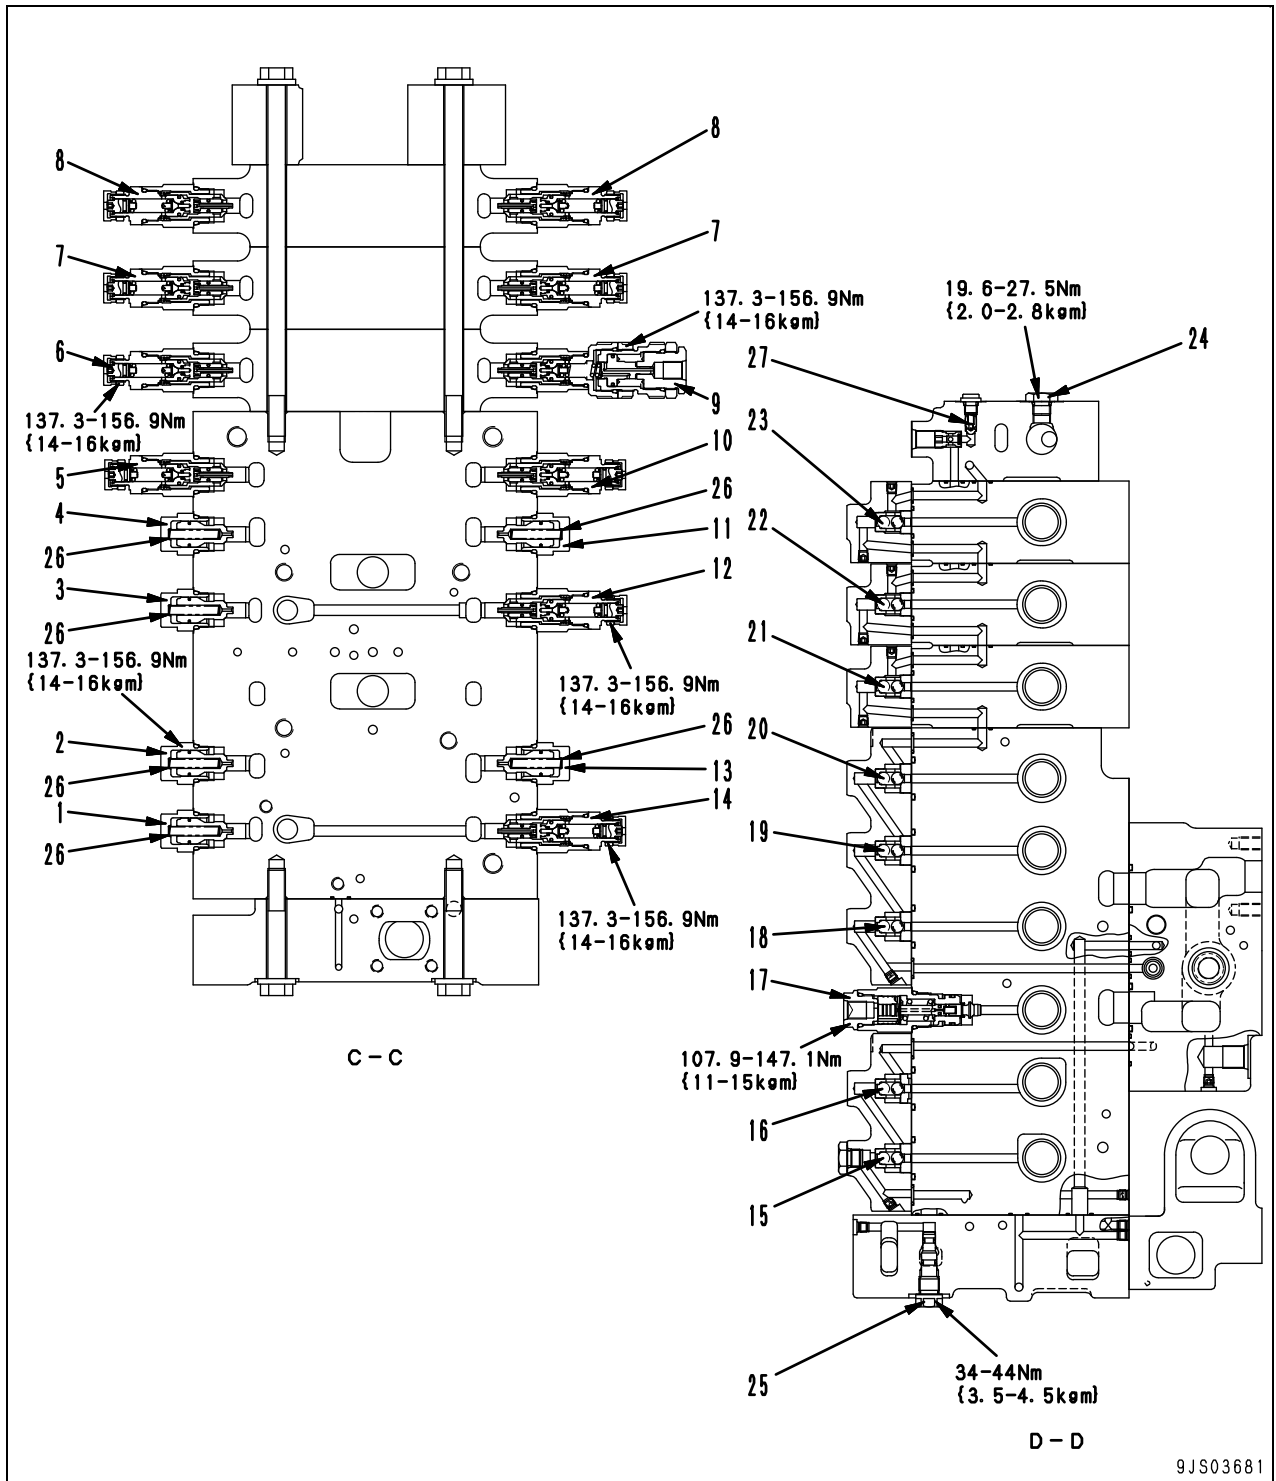 8
8
7
7
137. 3-156. 9Nm
{14-16kgm}
19. 6-27. 5Nm
{2. 0-2. 8kgm}
6
27
24
9
23
137. 3-156. 9Nm
{14-16kgm}
10
5
26
4
22
11
26
12
3
26
21
137. 3-156. 9Nm
{14-16kgm}
137. 3-156. 9Nm
{14-16kgm}
26
20
2
13
26
14
1
19
26
137. 3-156. 9Nm
{14-16kgm}
18
17
C - C
107. 9-147. 1Nm
{11-15kgm}
16
15
25
34-44Nm
{3. 5-4. 5kgm}
D - D
9JS03681